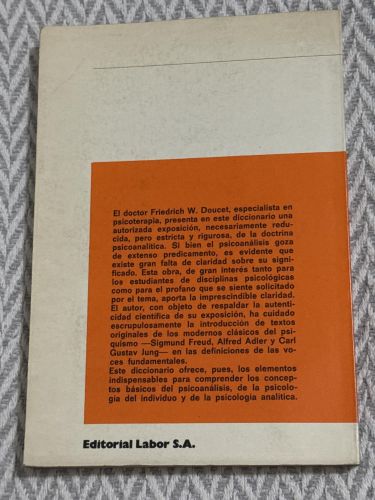 El doctor Friedrich W. Doucet, especialista en
psicoterapia, presenta en este diccionario una
autorizada exposición, necesariamente redu-
cida, pero estricta y rigurosa, de la doctrina
psicoanalítica. Si bien el psicoanálisis goza
de extenso predicamento, es evidente que
existe gran falta de claridad sobre su signi-
ficado. Esta obra, de gran interés tanto para
los estudiantes de disciplinas psicológicas
como para el profano que se siente solicitado
por el tema, aporta la imprescindible claridad.
El autor, con objeto de respaldar la autenti-
cidad científica de su exposición, ha cuidado
escrupulosamente la introducción de textos
originales de los modernos clásicos del psi-
quismo —Sigmund Freud, Alfred Adler y Carl
Gustav Jung— en las definiciones de las vo-
ces fundamentales.
Este diccionario ofrece, pues, los elementos
indispensables para comprender los concep-
tos básicos del psicoanálisis, de la psicolo-
gía del individuo y de la psicología analítica.
Editorial Labor S.A.